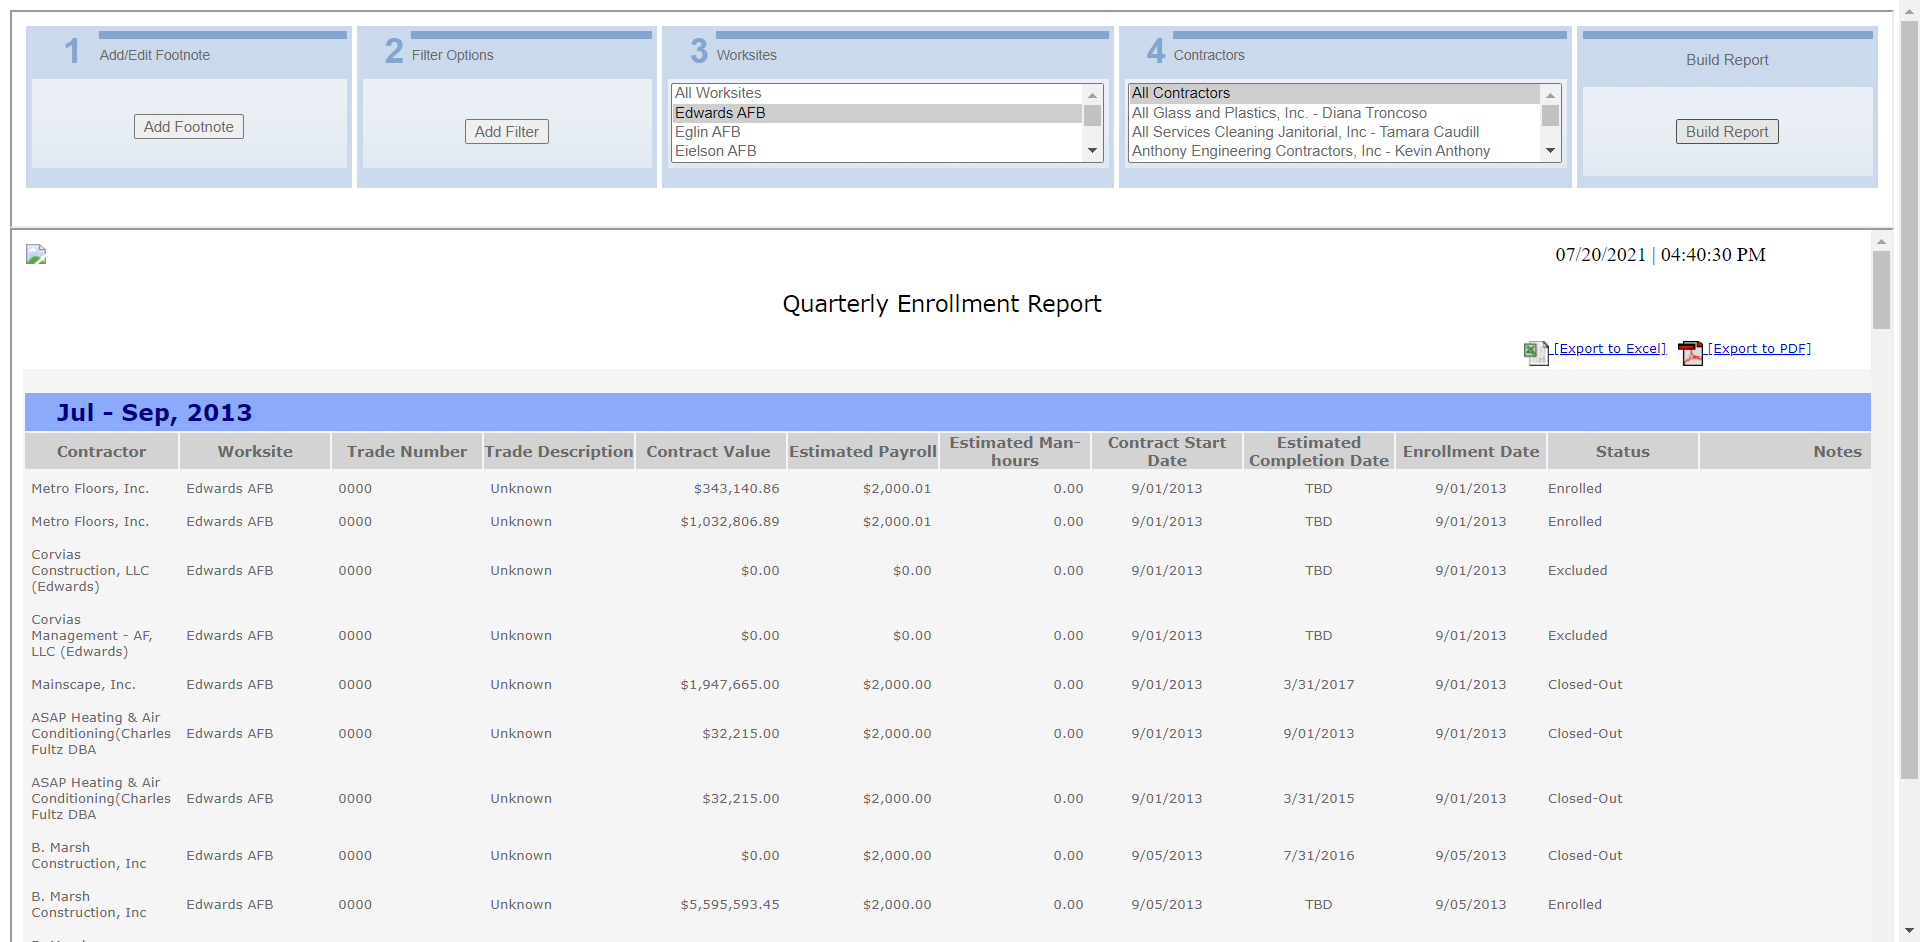 1 Add/Edit Footnote
Add Footnote
2 Filter Options
Add Filter
3 Worksites
All Worksites
Edwards AFB
Eglin AFB
Eielson AFB
4 Contractors
All Contractors
All Glass and Plastics, Inc. - Diana Troncoso
All Services Cleaning Janitorial, Inc - Tamara Caudill
Anthony Engineering Contractors, Inc - Kevin Anthony
Build Report
Build Report
07/20/2021 | 04:40:30 PM
Quarterly Enrollment Report
[Export to Excel] [Export to PDF]
Jul - Sep, 2013
Contractor Worksite Trade Number Trade Description Contract Value Estimated Payroll Estimated Man-hours Contract Start Date Estimated Completion Date Enrollment Date Status Notes
Metro Floors, Inc. Edwards AFB 0000 Unknown $343,140.86 $2,000.01 0.00 9/01/2013 TBD 9/01/2013 Enrolled
Metro Floors, Inc. Edwards AFB 0000 Unknown $1,032,806.89 $2,000.01 0.00 9/01/2013 TBD 9/01/2013 Enrolled
Corvias
Construction, LLC Edwards AFB 0000 Unknown $0.00 $0.00 0.00 9/01/2013 TBD 9/01/2013 Excluded
(Edwards)
Corvias
Management - AF, Edwards AFB 0000 Unknown $0.00 $0.00 0.00 9/01/2013 TBD 9/01/2013 Excluded
LLC (Edwards)
Mainscape, Inc. Edwards AFB 0000 Unknown $1,947,665.00 $2,000.00 0.00 9/01/2013 3/31/2017 9/01/2013 Closed-Out
ASAP Heating & Air
Conditioning(Charles Edwards AFB 0000 Unknown $32,215.00 $2,000.00 0.00 9/01/2013 9/01/2013 9/01/2013 Closed-Out
Fultz DBA
ASAP Heating & Air
Conditioning(Charles Edwards AFB 0000 Unknown $32,215.00 $2,000.00 0.00 9/01/2013 3/31/2015 9/01/2013 Closed-Out
Fultz DBA
B. Marsh
Construction, Inc Edwards AFB 0000 Unknown $0.00 $2,000.00 0.00 9/05/2013 7/31/2016 9/05/2013 Closed-Out
B. Marsh
Construction, Inc Edwards AFB 0000 Unknown $5,595,593.45 $2,000.00 0.00 9/05/2013 TBD 9/05/2013 Enrolled